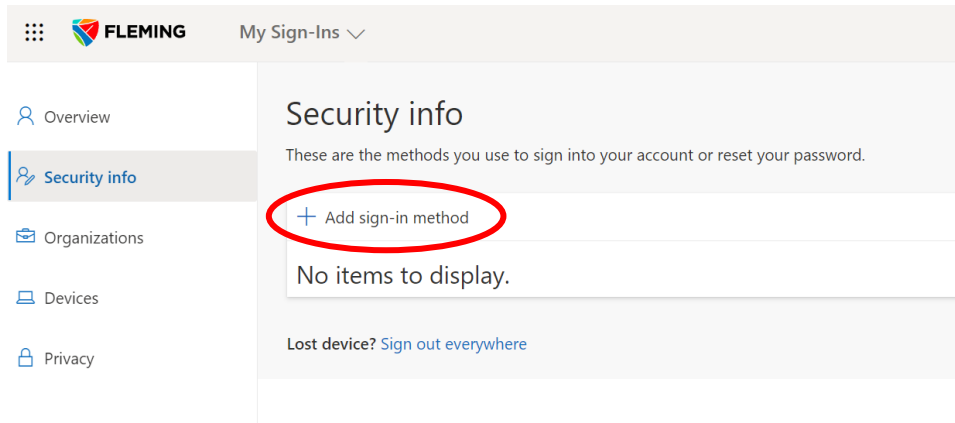 FLEMING My Sign-Ins
Overview
Security info
Organizations
Devices
Privacy
Security info
These are the methods you use to sign into your account or reset your password.
Add sign-in method
No items to display.
Lost device? Sign out everywhere